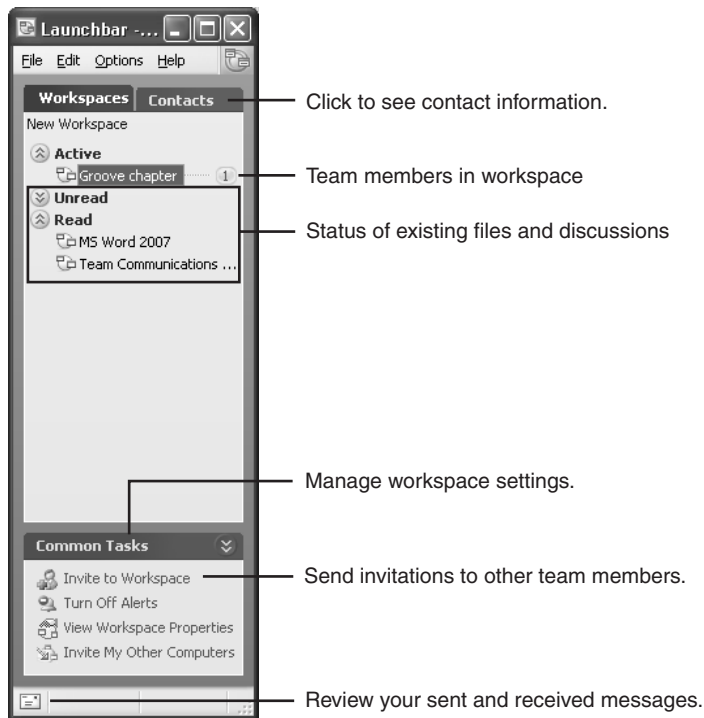 Launchbar -...
File Edit Options Help
Workspaces Contacts
Click to see contact information.
New Workspace
Active
Groove chapter 1
Team members in workspace
Unread
Read
Status of existing files and discussions
MS Word 2007
Team Communications ...
Manage workspace settings.
Common Tasks
Invite to Workspace
Send invitations to other team members.
Turn Off Alerts
View Workspace Properties
Invite My Other Computers
Review your sent and received messages.